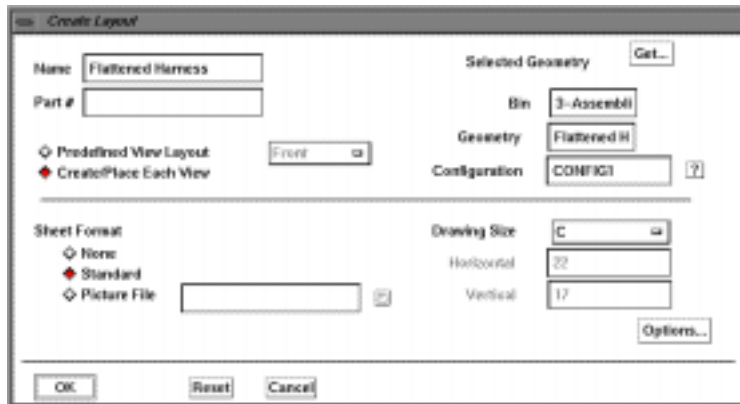 Create Layout
Name Flattened Harness
Part #
Selected Geometry Get...
Bin 3-Assembli
Geometry Flattened H
Configuration CONFIG1 ?
Predefined View Layout Front
Create/Place Each View
Sheet Format
None
Standard
Picture File
Drawing Size C
Horizontal 22
Vertical 17
Options...
OK Reset Cancel